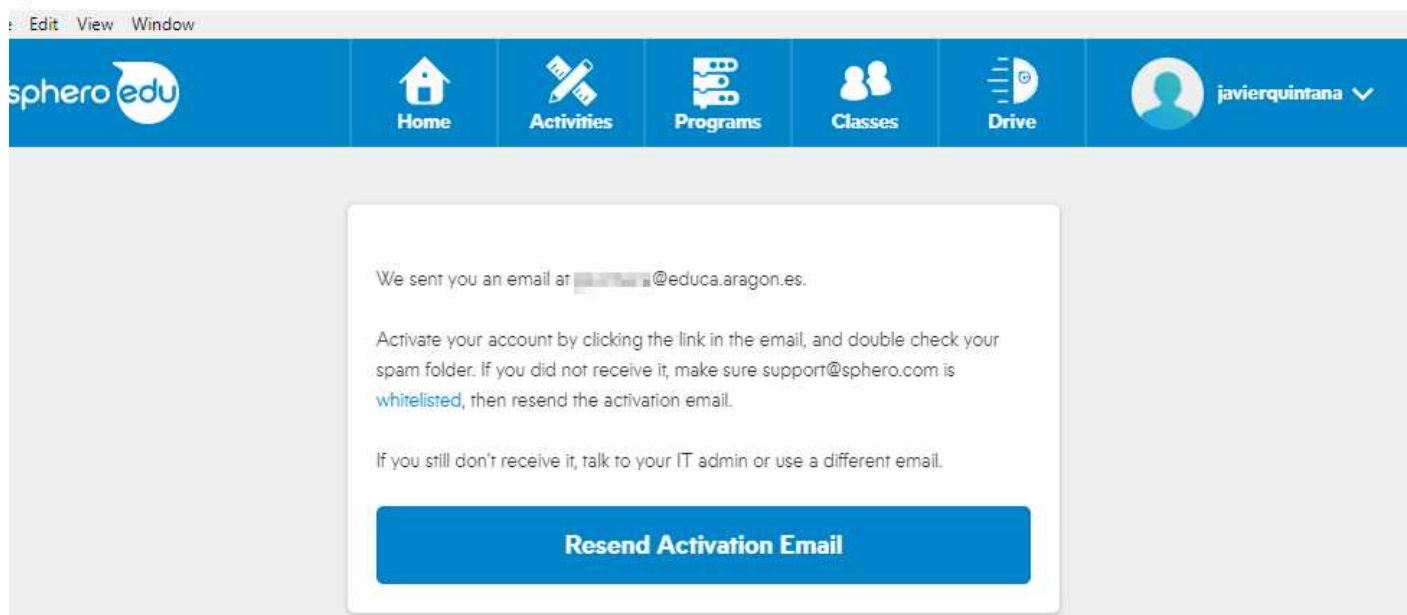 Edit View Window
sphero edu
Home
Activities
Programs
Classes
Drive
javierquintana
We sent you an email at @educa.aragon.es.
Activate your account by clicking the link in the email, and double check your
spam folder. If you did not receive it, make sure support@sphero.com is
whitelisted, then resend the activation email.
If you still don't receive it, talk to your IT admin or use a different email.
Resend Activation Email